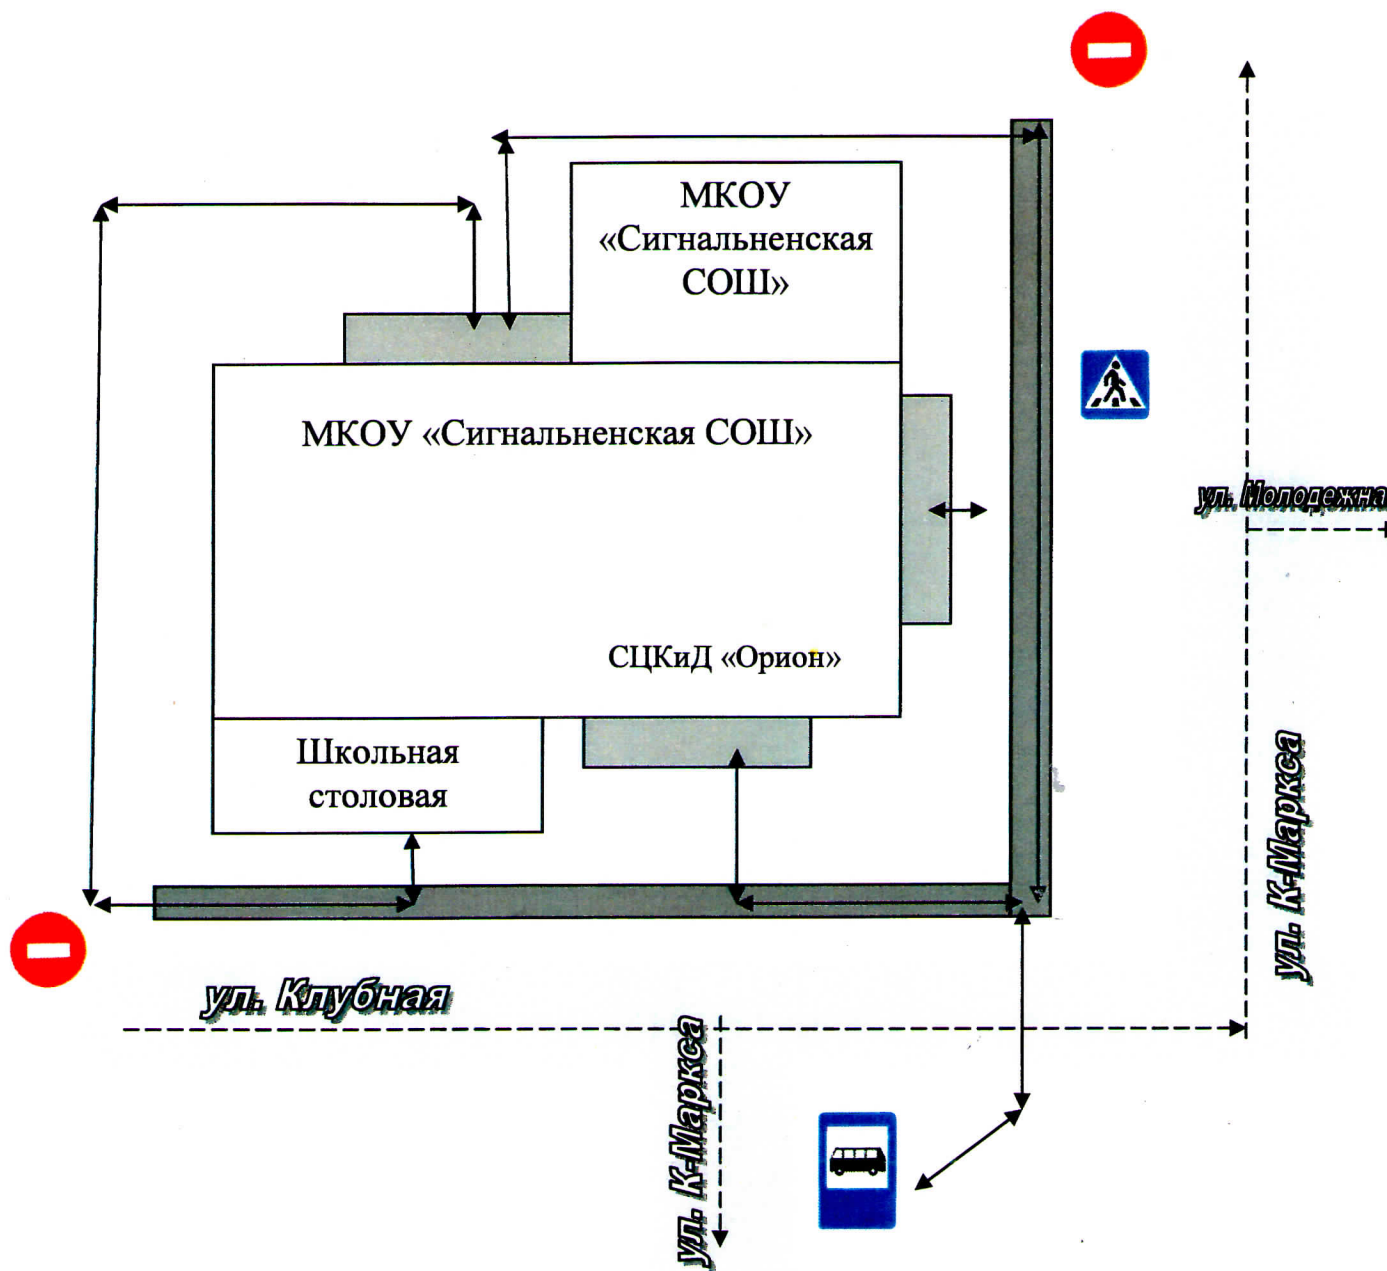 МКОУ
«Сигнальненская
СОШ»
МКОУ «Сигнальненская СОШ»
ул. Молодежна
СЦКиД «Орион»
Школьная
столовая
ул. К-Маркса
ул. Клубная
ул. К-Маркса